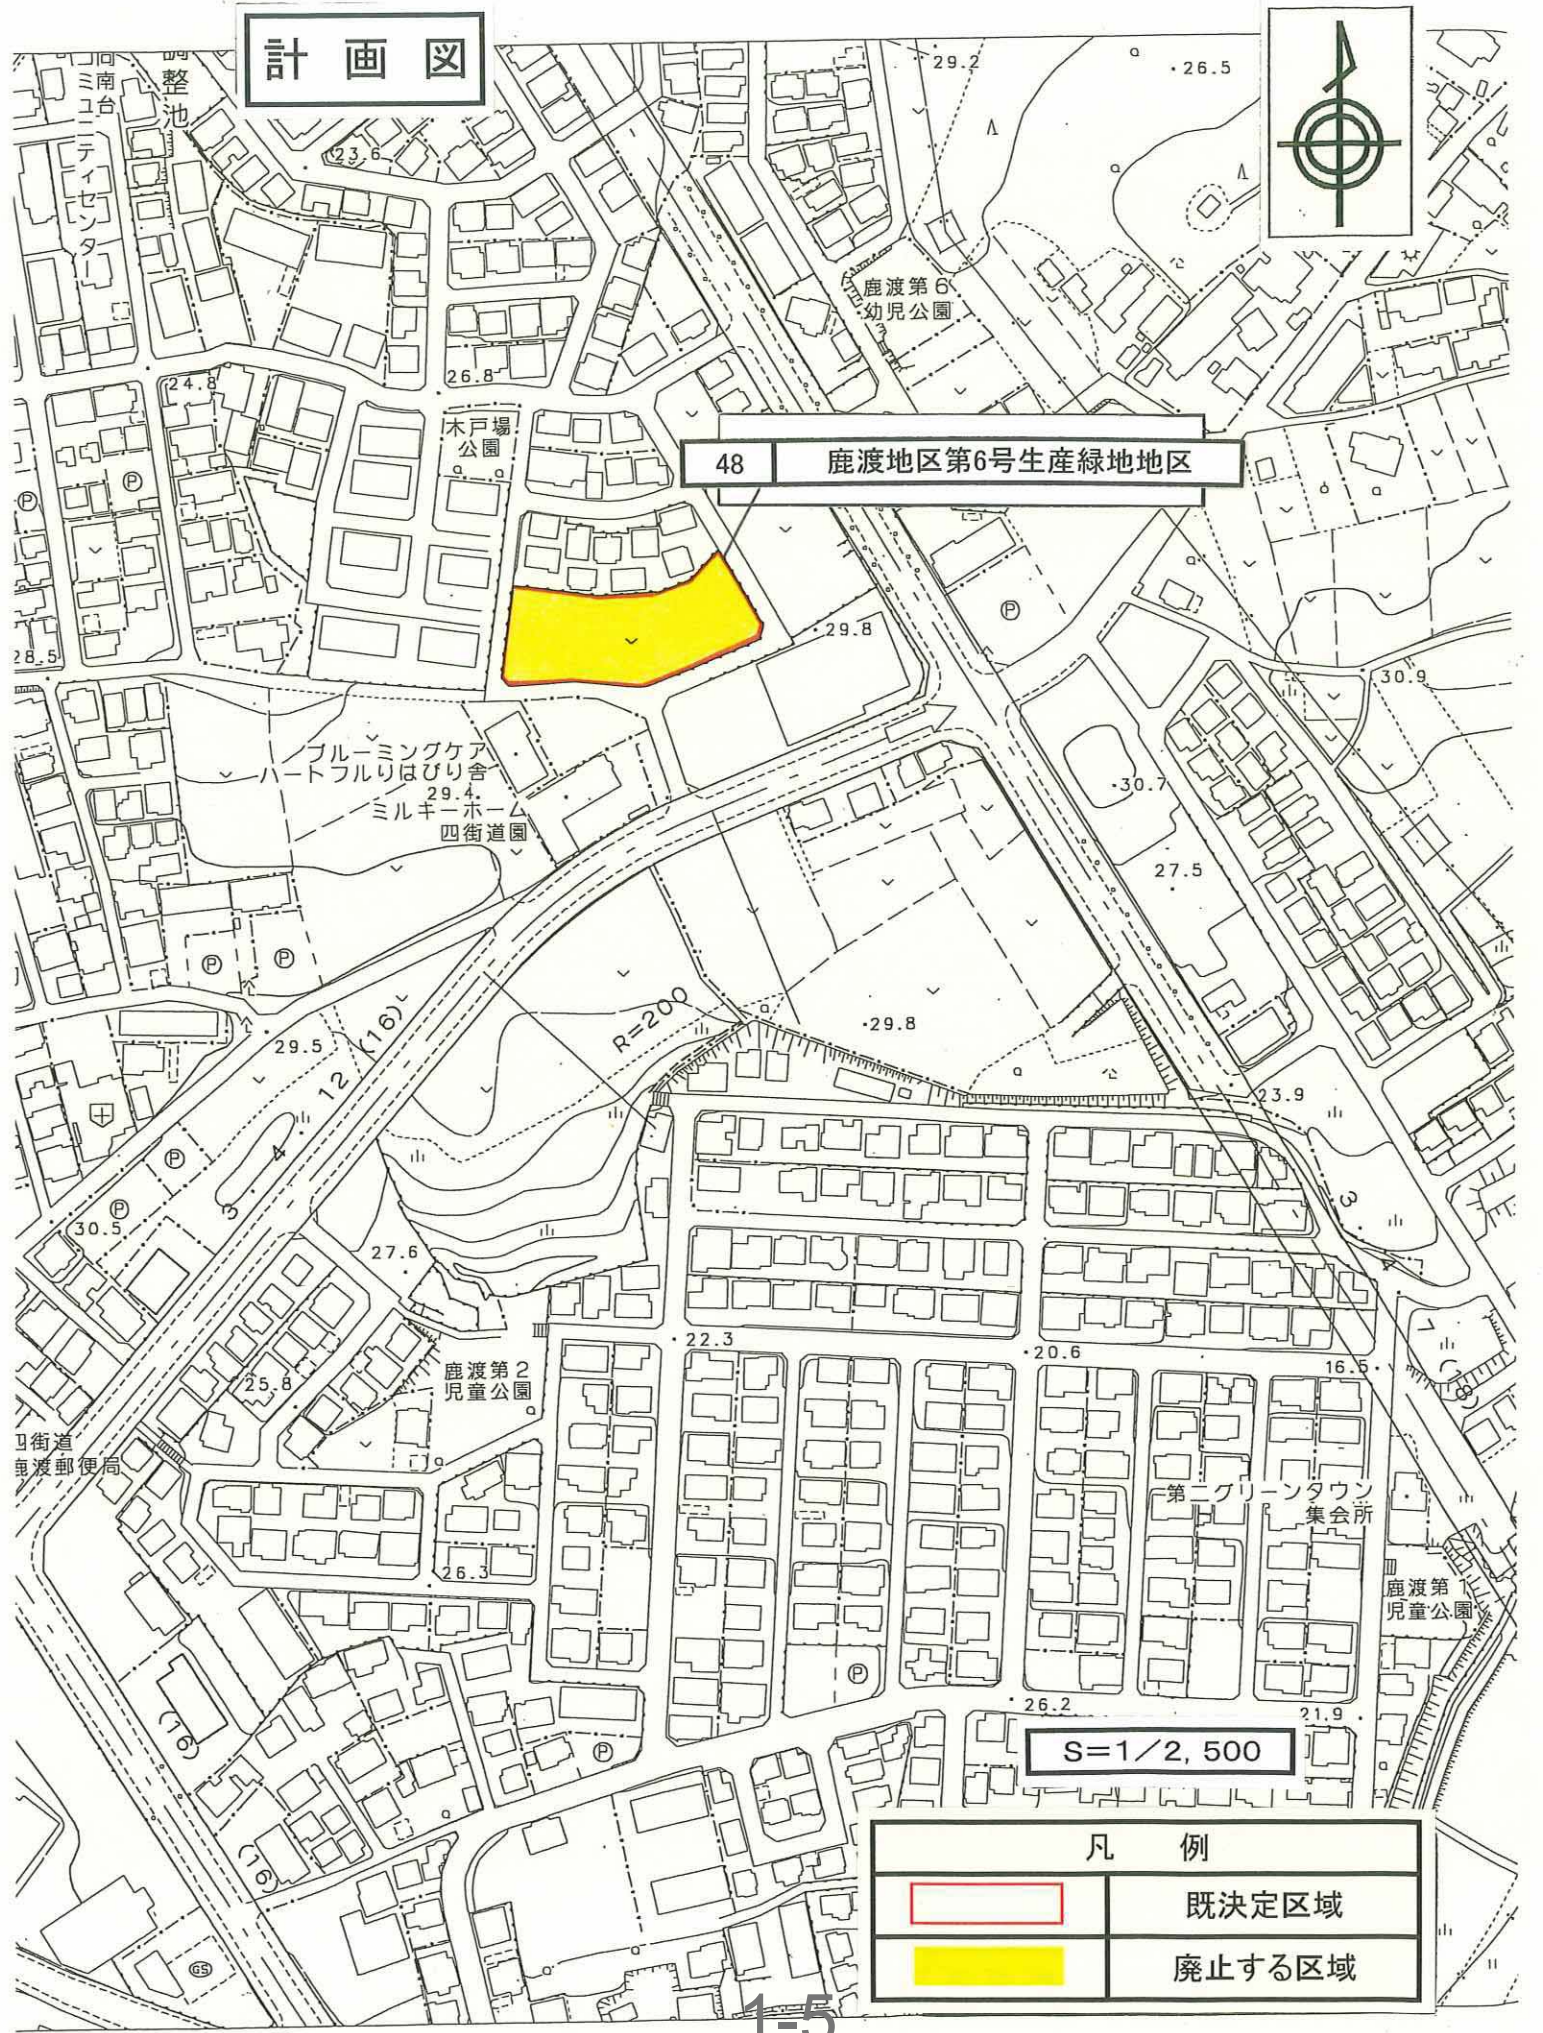 計画図
調整池
南台
コミュニティセンター
29.2
26.5
23.6
鹿渡第6
幼児公園
24.8
26.8
木戸場
公園
48 鹿渡地区第6号生産緑地地区
P
P
P
29.8
28.5
30.9
ブルーミングケア
ハートフルりはびり舎
29.4
ミルキーホーム
四街道園
30.7
27.5
P
P
R=200
29.8
29.5
(16)
12
4
3
23.9
P
P
30.5
27.6
3
4
22.3
20.6
16.5
7
(8)
鹿渡第2
児童公園
25.8
四街道
鹿渡郵便局
第二グリーンタウン
集会所
26.3
鹿渡第1
児童公園
P
26.2
21.9
(16)
P
S=1/2,500
(16)
凡例
既決定区域
廃止する区域
GS
1-5